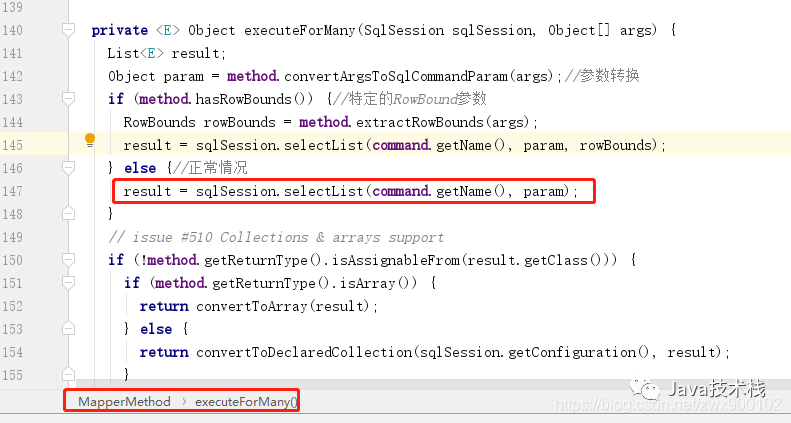 139
140 private <E> Object executeForMany(SqlSession sqlSession, Object[] args) {
141 List<E> result;
142 Object param = method.convertArgsToSqlCommandParam(args);//参数转换
143 if (method.hasRowBounds()) {//特定的RowBound参数
144 RowBounds rowBounds = method.extractRowBounds(args);
145 result = sqlSession.selectList(command.getName(), param, rowBounds);
146 } else {//正常情况
147 result = sqlSession.selectList(command.getName(), param);
148 }
149 // issue #510 Collections & arrays support
150 if (!method.getReturnType().isAssignableFrom(result.getClass())) {
151 if (method.getReturnType().isArray()) {
152 return convertToArray(result);
153 } else {
154 return convertToDeclaredCollection(sqlSession.getConfiguration(), result);
155 }
MapperMethod › executeForMany()
Java技术栈
https://blog.csdn.net/zwx900102